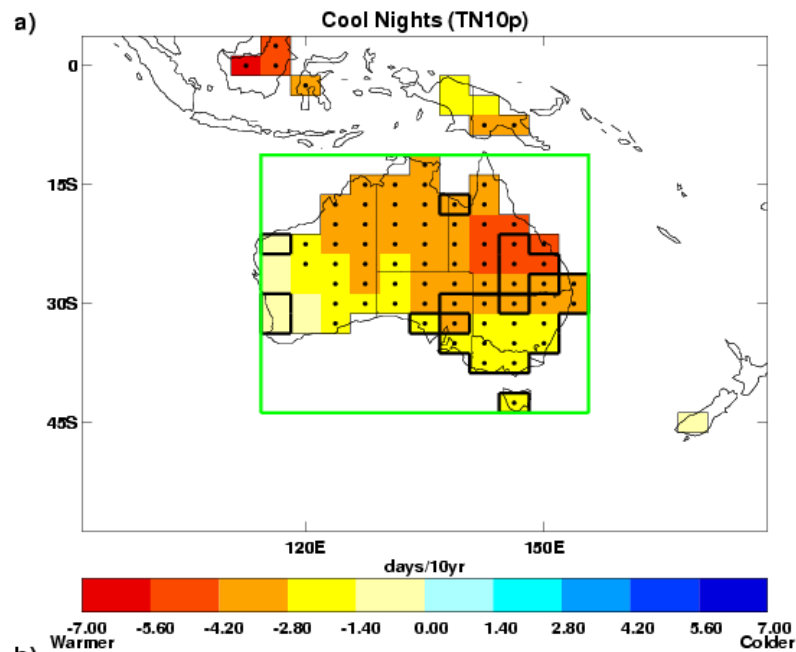 a)
Cool Nights (TN10p)
0
15S
30S
45S
120E
150E
days/10yr
-7.00 -5.60 -4.20 -2.80 -1.40 0.00 1.40 2.80 4.20 5.60 7.00
Warmer Colder